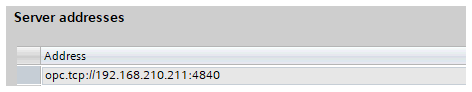 Server addresses
Address
opc.tcp://192.168.210.211:4840